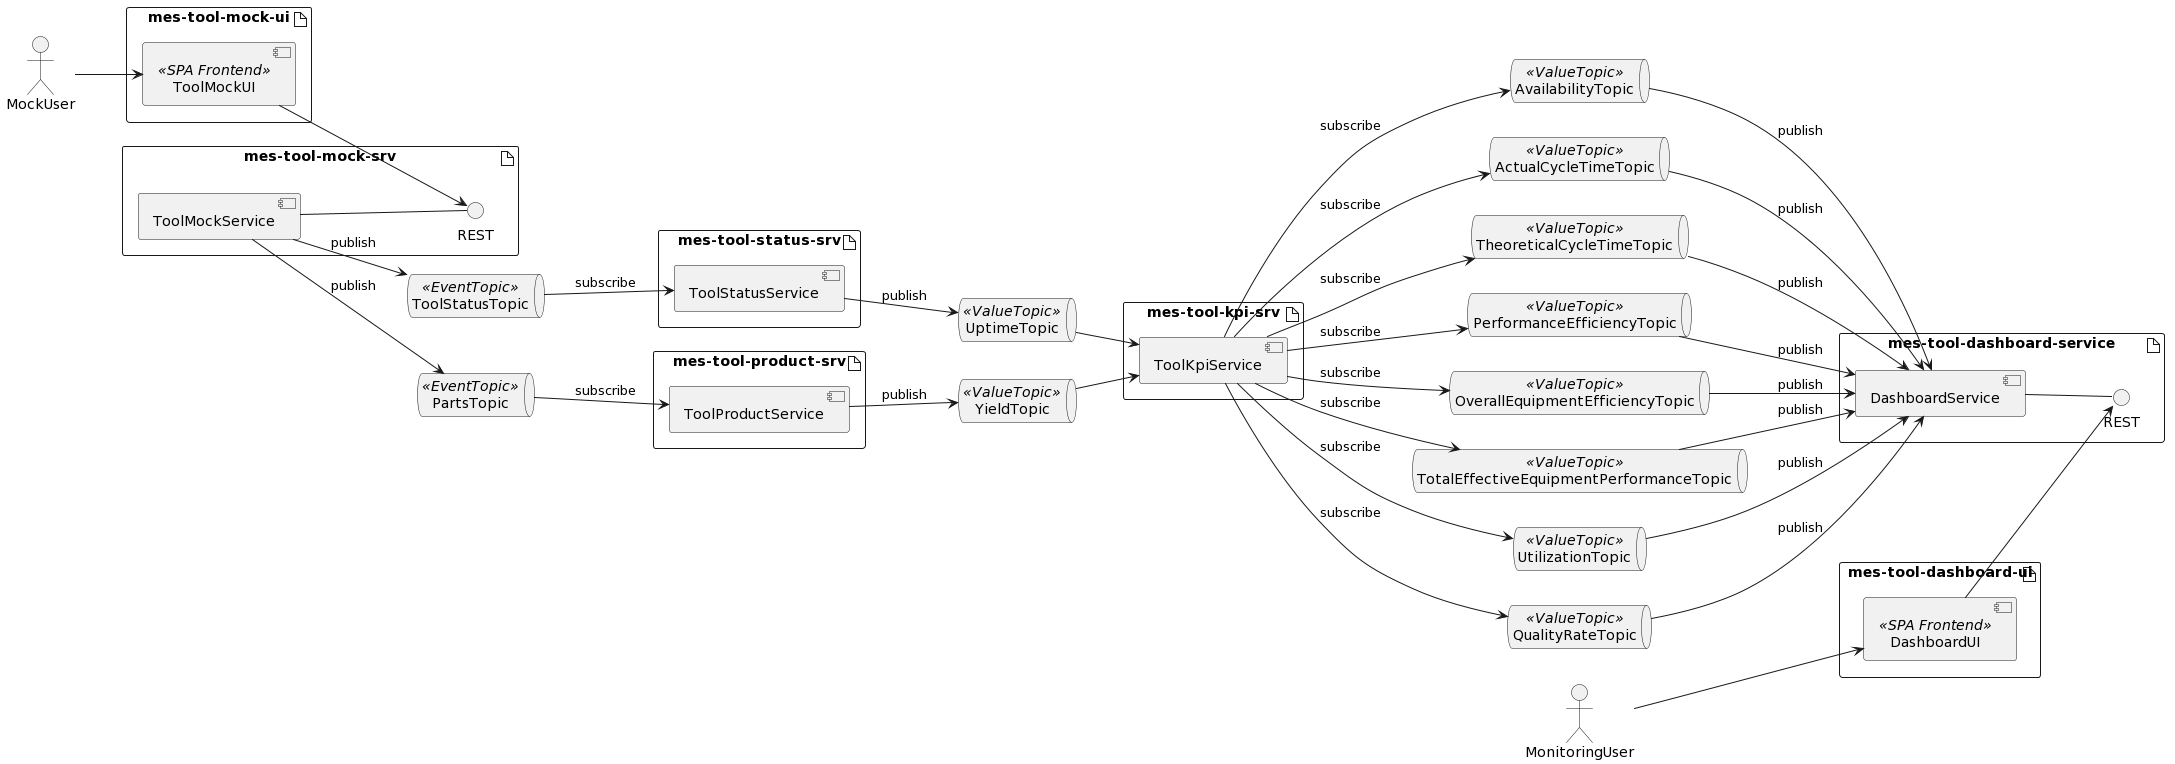 mes-tool-mock-ui
«SPA Frontend»
ToolMockUI
MockUser
mes-tool-mock-srv
ToolMockService
REST
publish
publish
«EventTopic»
ToolStatusTopic
«EventTopic»
PartsTopic
subscribe
subscribe
mes-tool-status-srv
ToolStatusService
mes-tool-product-srv
ToolProductService
publish
publish
«ValueTopic»
UptimeTopic
«ValueTopic»
YieldTopic
mes-tool-kpi-srv
ToolKpiService
subscribe
subscribe
subscribe
subscribe
subscribe
subscribe
subscribe
subscribe
«ValueTopic»
AvailabilityTopic
«ValueTopic»
ActualCycleTimeTopic
«ValueTopic»
TheoreticalCycleTimeTopic
«ValueTopic»
PerformanceEfficiencyTopic
«ValueTopic»
OverallEquipmentEfficiencyTopic
«ValueTopic»
TotalEffectiveEquipmentPerformanceTopic
«ValueTopic»
UtilizationTopic
«ValueTopic»
QualityRateTopic
publish
publish
publish
publish
publish
publish
publish
publish
mes-tool-dashboard-service
DashboardService
REST
mes-tool-dashboard-ui
«SPA Frontend»
DashboardUI
MonitoringUser